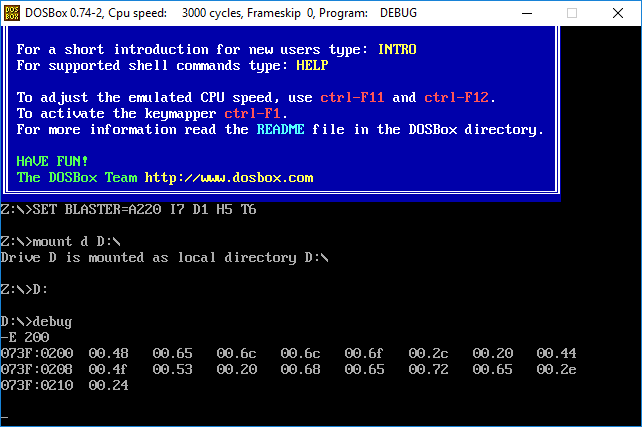 DOSBox 0.74-2, Cpu speed: 3000 cycles, Frameskip 0, Program: DEBUG
For a short introduction for new users type: INTRO
For supported shell commands type: HELP
To adjust the emulated CPU speed, use ctrl-F11 and ctrl-F12.
To activate the keymapper ctrl-F1.
For more information read the README file in the DOSBox directory.
HAVE FUN!
The DOSBox Team http://www.dosbox.com
Z:\>SET BLASTER=A220 I7 D1 H5 T6
Z:\>mount d D:\
Drive D is mounted as local directory D:\
Z:\>D:
D:\>debug
-E 200
073F:0200 00.48 00.65 00.6c 00.6c 00.6f 00.2c 00.20 00.44
073F:0208 00.4f 00.53 00.20 00.68 00.65 00.72 00.65 00.2e
073F:0210 00.24
-